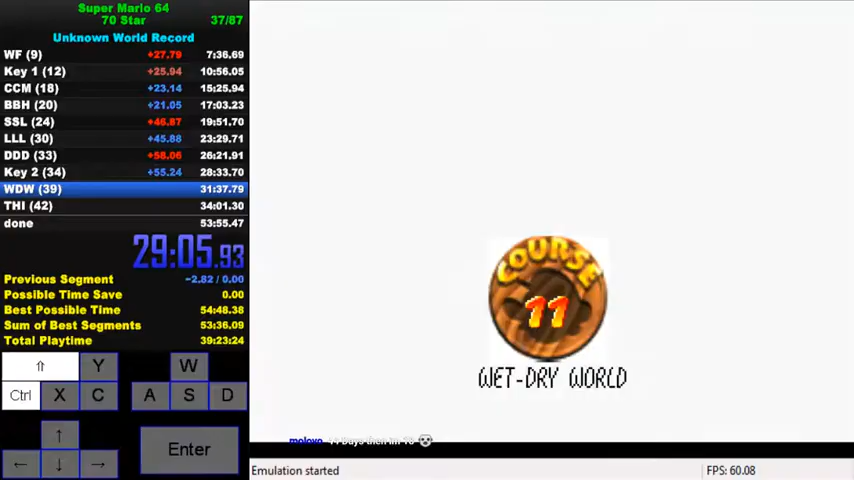 Super Mario 64
70 Star 37/87
Unknown World Record
WF (9) +27.79 7:36.69
Key 1 (12) +25.94 10:56.05
CCM (18) +23.14 15:25.94
BBH (20) +21.05 17:03.23
SSL (24) +46.87 19:51.70
LLL (30) +45.88 23:29.71
DDD (33) +58.06 26:21.91
Key 2 (34) +55.24 28:33.70
WDW (39) 31:37.79
THI (42) 34:01.30
done 53:55.47
29:05.93
Previous Segment -2.82 / 0.00
Possible Time Save 0.00
Best Possible Time 54:48.38
Sum of Best Segments 53:36.09
Total Playtime 39:23:24
⇧ Y W
Ctrl X C A S D
↑ Enter
← ↓ →
COURSE
11
WET-DRY WORLD
Days then im
Emulation started FPS: 60.08